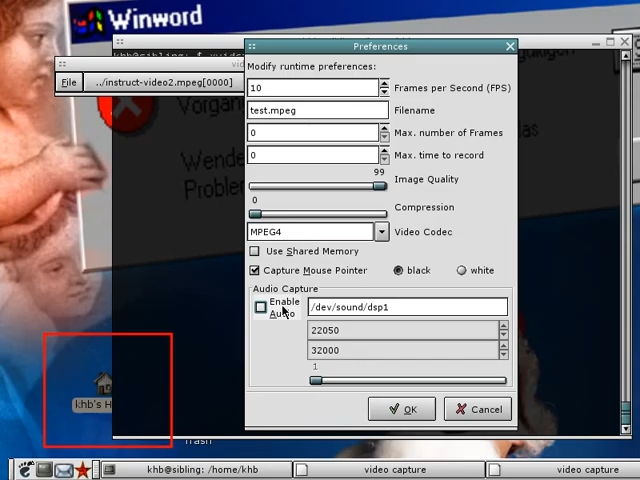 Winword
khb@sibling:
Preferences
File
../instruct-video2.mpeg[0000]
Modify runtime preferences:
10
Frames per Second (FPS)
test.mpeg
Filename
0
Max. number of Frames
0
Max. time to record
99
Image Quality
0
Compression
MPEG4
Video Codec
Use Shared Memory
Capture Mouse Pointer
black
white
Audio Capture
Enable
Audio
/dev/sound/dsp1
22050
32000
1
OK
Cancel
Vorgan
Wende
Proble
khb's H
Trash
khb@sibling: /home/khb
video capture
video capture